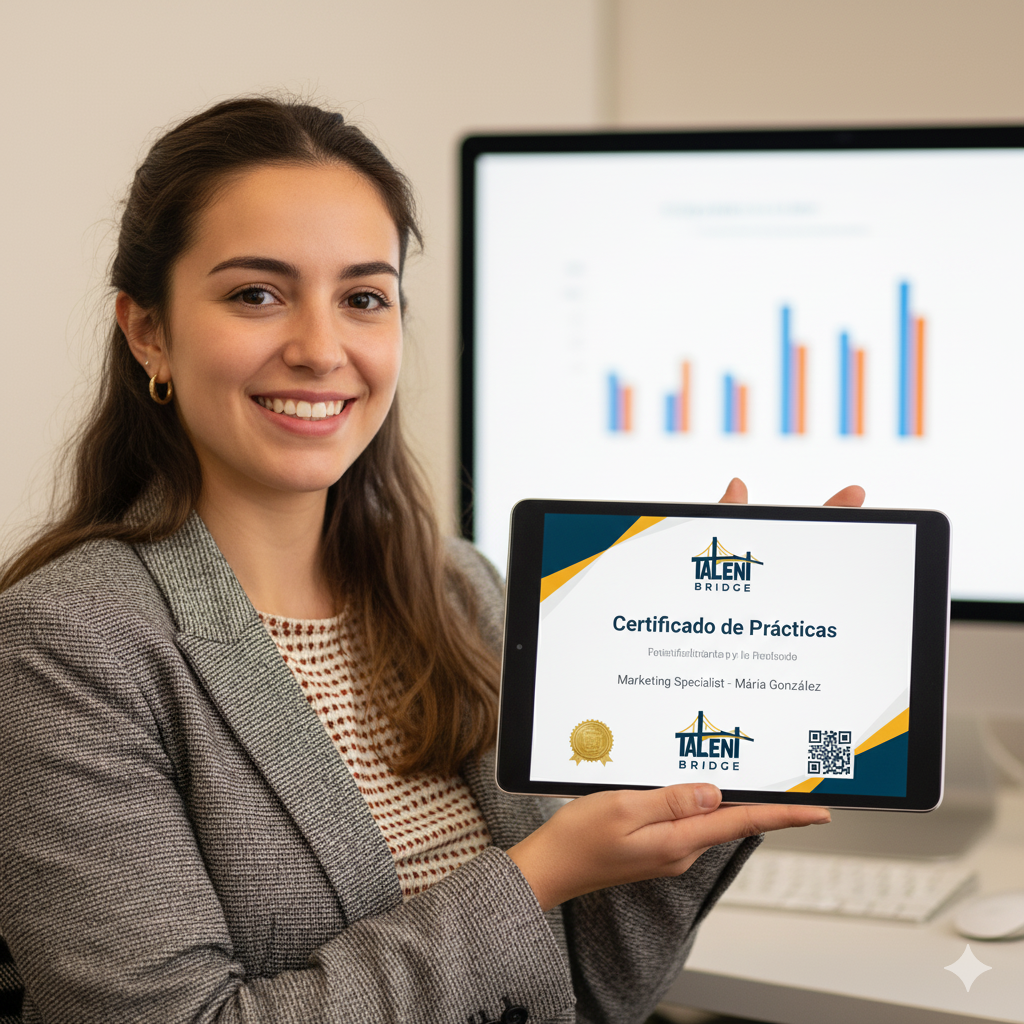 TALENT
BRIDGE
Certificado de Prácticas
y
Marketing Specialist - Mária González
TALENT
BRIDGE